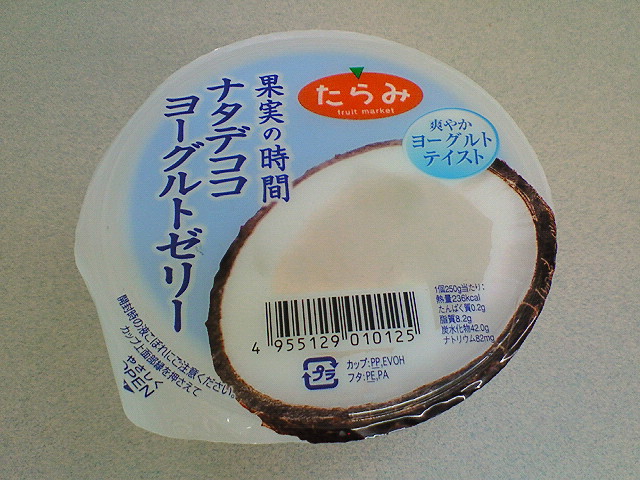 たらみ
fruit market
果実の時間
ナタデココ
ヨーグルトゼリー
爽やか
ヨーグルト
テイスト
1個250g当たり:
熱量236kcal
たんぱく質0.2g
脂質8.2g
炭水化物42.0g
ナトリウム82mg
4 955129 010125
プラ
カップ:PP,EVOH
フタ:PE,PA
開封時の液こぼれにご注意ください。
カップ上面部縁を押さえて
やさしく
OPEN